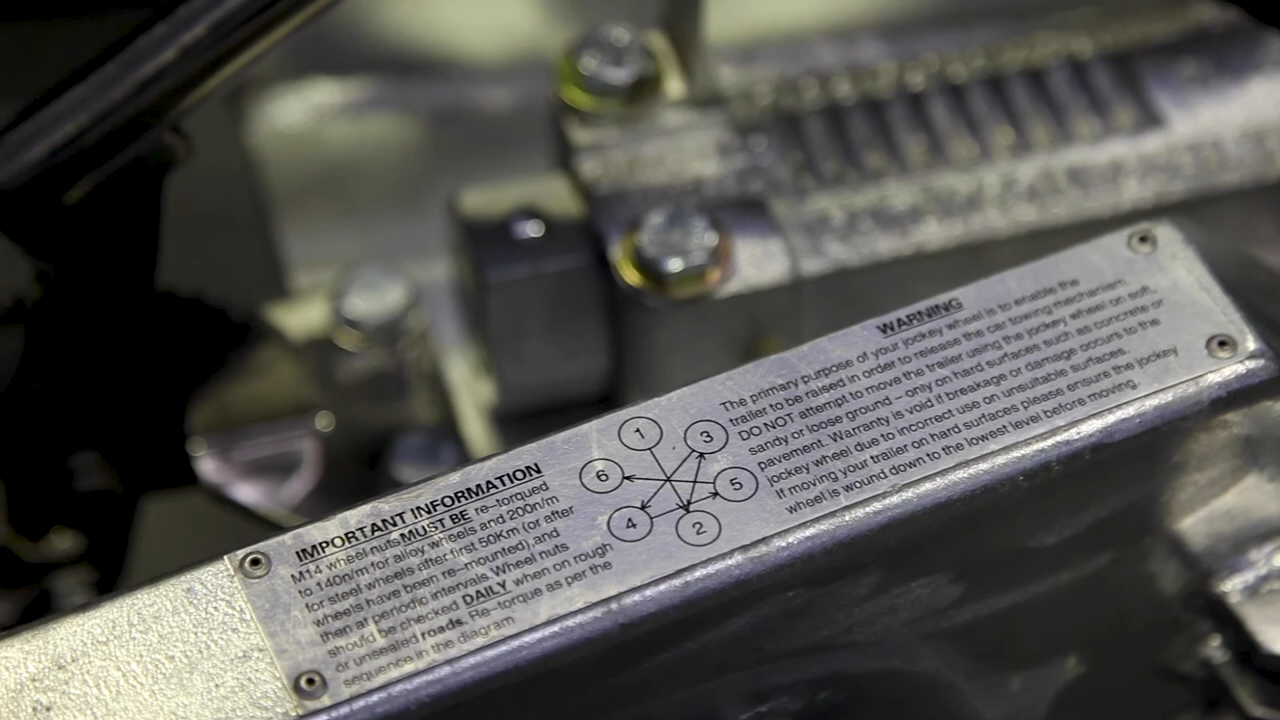 IMPORTANT INFORMATION
M14 wheel nuts MUST BE re-torqued
to 140n/m for alloy wheels and 200n/m
for steel wheels after first 50Km (or after
wheels have been re-mounted),and
then at periodic intervals. Wheel nuts
should be checked DAILY when on rough
or unsealed roads. Re-torque as per the
sequence in the diagram
1
3
6
5
4
2
WARNING
The primary purpose of your jockey wheel is to enable the
trailer to be raised in order to release the car towing mechanism.
DO NOT attempt to move the trailer using the jockey wheel on soft,
sandy or loose ground – only on hard surfaces such as concrete or
pavement. Warranty is void if breakage or damage occurs to the
jockey wheel due to incorrect use on unsuitable surfaces.
If moving your trailer on hard surfaces please ensure the jockey
wheel is wound down to the lowest level before moving.